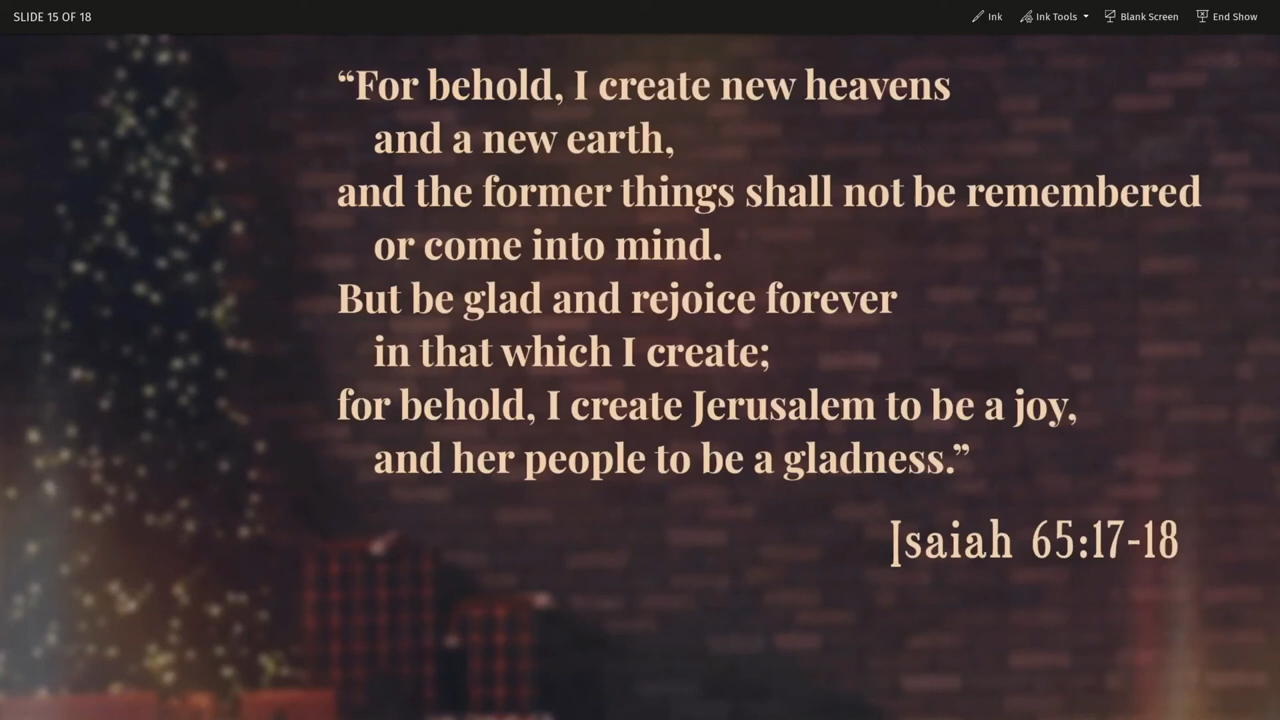 SLIDE 15 OF 18
Ink
Ink Tools
Blank Screen
End Show
“For behold, I create new heavens
and a new earth,
and the former things shall not be remembered
or come into mind.
But be glad and rejoice forever
in that which I create;
for behold, I create Jerusalem to be a joy,
and her people to be a gladness.”
Isaiah 65:17-18